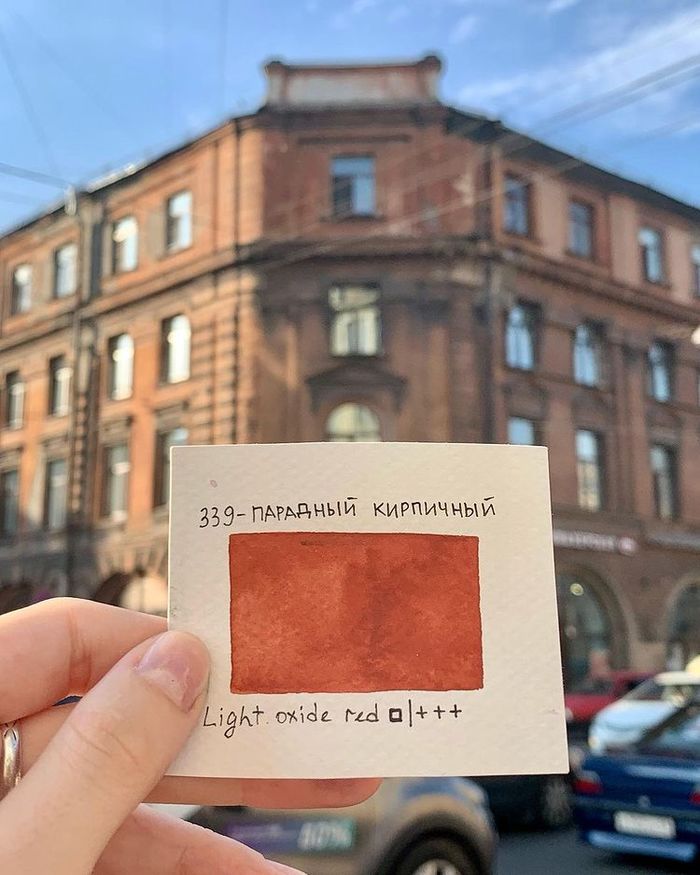 339-ПАРАДНЫЙ КИРПИЧНЫЙ
Light. oxide red □|+++